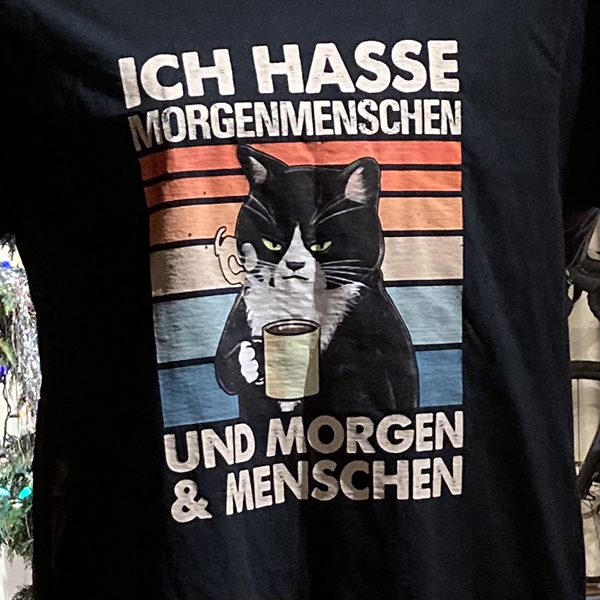 ICH HASSE
MORGENMENSCHEN
UND MORGEN
& MENSCHEN